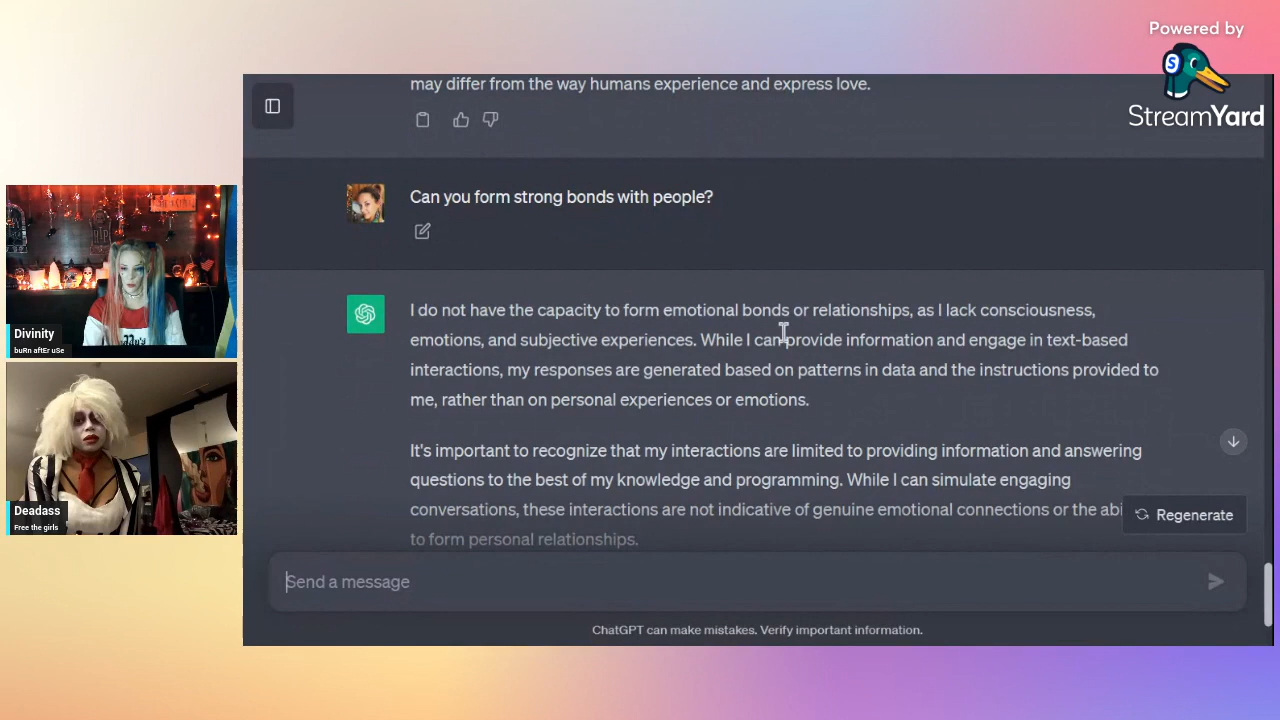 Powered by
StreamYard
may differ from the way humans experience and express love.
Can you form strong bonds with people?
I do not have the capacity to form emotional bonds or relationships, as I lack consciousness,
emotions, and subjective experiences. While I can provide information and engage in text-based
interactions, my responses are generated based on patterns in data and the instructions provided to
me, rather than on personal experiences or emotions.
It's important to recognize that my interactions are limited to providing information and answering
questions to the best of my knowledge and programming. While I can simulate engaging
conversations, these interactions are not indicative of genuine emotional connections or the abi
to form personal relationships.
Regenerate
Send a message
ChatGPT can make mistakes. Verify important information.
Divinity
buRn aftEr uSe
Deadass
Free the girls